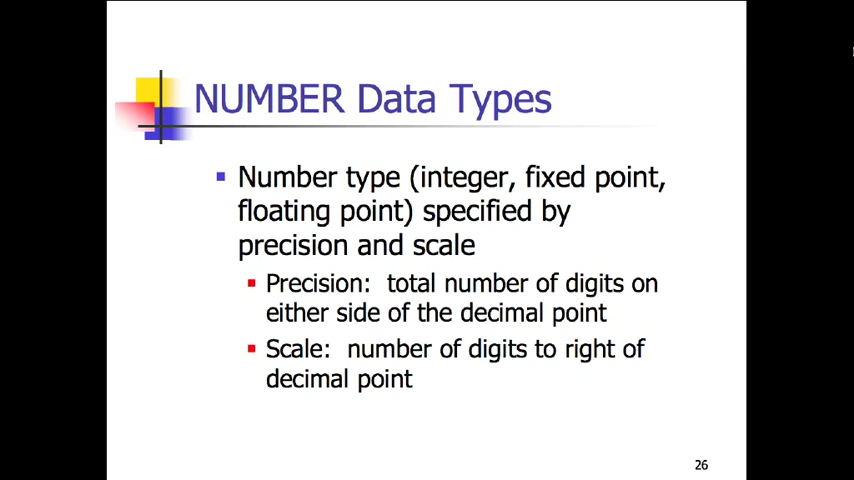 NUMBER Data Types
Number type (integer, fixed point,
floating point) specified by
precision and scale
Precision:  total number of digits on
either side of the decimal point
Scale:  number of digits to right of
decimal point
26